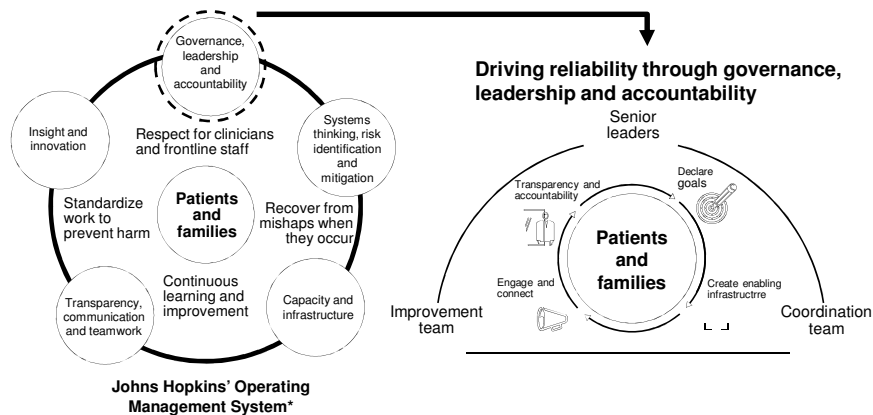 Governance,
leadership
and
accountability
Insight and
innovation
Respect for clinicians
and frontline staff
Systems
thinking, risk
identification
and
mitigation
Standardize
work to
prevent harm
Patients
and
families
Recover from
mishaps when
they occur
Continuous
learning and
improvement
Transparency,
communication
and teamwork
Capacity and
infrastructure
Johns Hopkins’ Operating
Management System*
Driving reliability through governance,
leadership and accountability
Senior
leaders
Transparency and
accountability
Declare
goals
Patients
and
families
Engage and
connect
Create enabling
infrastructrre
Improvement
team
Coordination
team